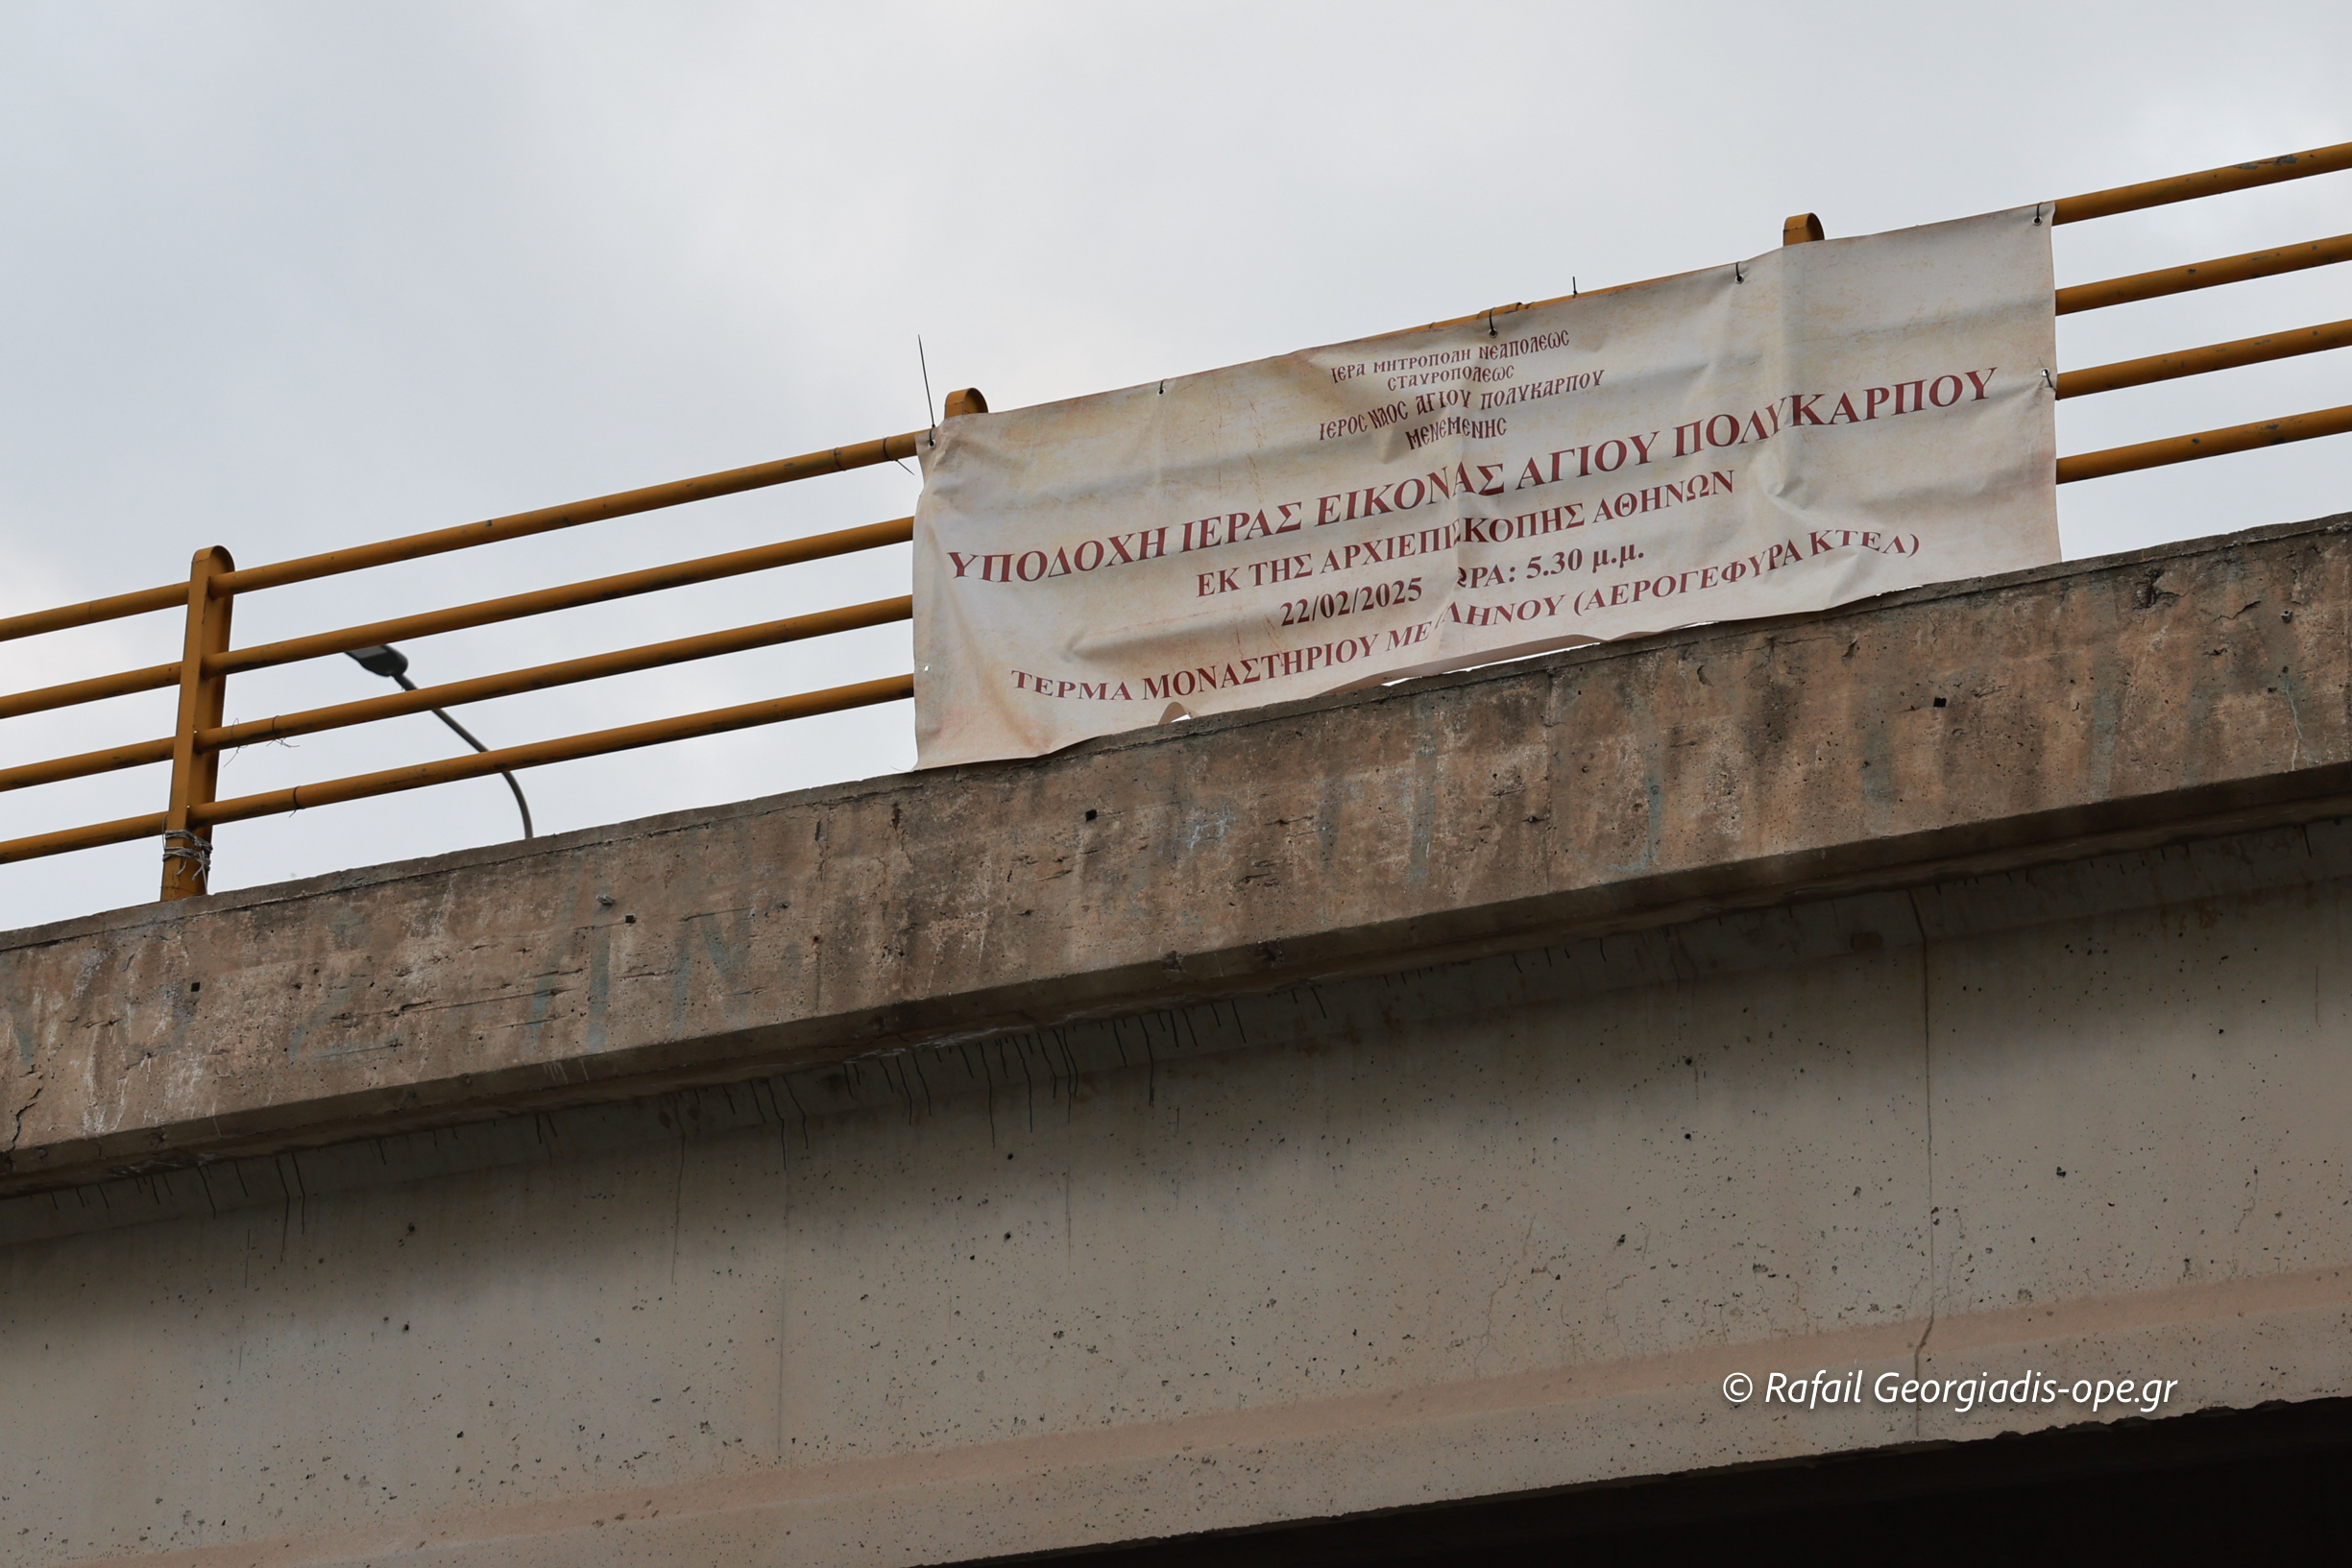 ΙΕΡΑ ΜΗΤΡΟΠΟΛΗ ΝΕΑΠΟΛΕΩΣ
ΣΤΑΥΡΟΠΟΛΕΩΣ
ΙΕΡΟΣ ΝΑΟΣ ΑΓΙΟΥ ΠΟΛΥΚΑΡΠΟΥ
ΜΕΝΕΜΕΝΗΣ
ΥΠΟΔΟΧΗ ΙΕΡΑΣ ΕΙΚΟΝΑΣ ΑΓΙΟΥ ΠΟΛΥΚΑΡΠΟΥ
ΕΚ ΤΗΣ ΑΡΧΙΕΠΙΣΚΟΠΗΣ ΑΘΗΝΩΝ
22/02/2025 ΩΡΑ: 5.30 μ.μ.
ΤΕΡΜΑ ΜΟΝΑΣΤΗΡΙΟΥ (ΑΕΡΟΓΕΦΥΡΑ ΚΤΕΛ)
© Rafail Georgiadis-ope.gr